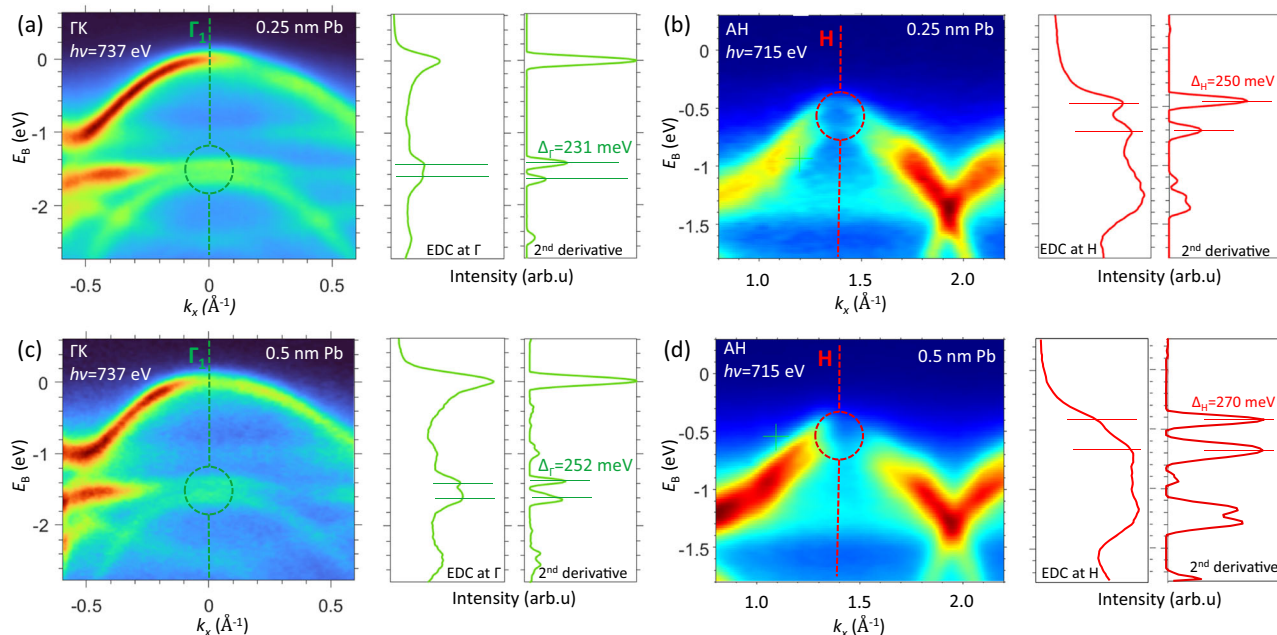 (a)
ΓK
hν=737 eV
Γ1
0.25 nm Pb
EB (eV)
0
-1
-2
-0.5
0
0.5
kx (Å-1)
ΔΓ=231 meV
EDC at Γ
2nd derivative
Intensity (arb.u)
(b)
AH
hν=715 eV
H
0.25 nm Pb
EB (eV)
0
-0.5
-1
-1.5
1.0
1.5
2.0
kx (Å-1)
ΔH=250 meV
EDC at H
2nd derivative
Intensity (arb.u)
(c)
ΓK
hν=737 eV
Γ1
0.5 nm Pb
EB (eV)
0
-1
-2
-0.5
0
0.5
kx (Å-1)
ΔΓ=252 meV
EDC at Γ
2nd derivative
Intensity (arb.u)
(d)
AH
hν=715 eV
H
0.5 nm Pb
EB (eV)
0
-0.5
-1
-1.5
1.0
1.5
2.0
kx (Å-1)
ΔH=270 meV
EDC at H
2nd derivative
Intensity (arb.u)